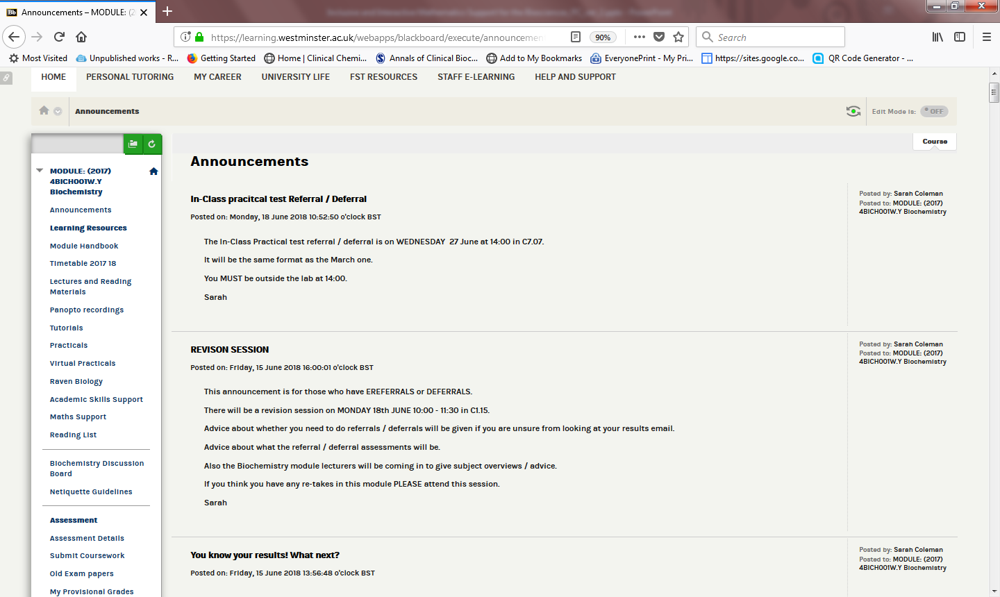 Announcements – MODULE: (2
https://learning.westminster.ac.uk/webapps/blackboard/execute/announcemen
90%
Search
Most Visited
Unpublished works - R...
Getting Started
Home | Clinical Chemi...
Annals of Clinical Bioc...
Add to My Bookmarks
EveryonePrint - My Pri...
https://sites.google.co...
QR Code Generator - ...
HOME
PERSONAL TUTORING
MY CAREER
UNIVERSITY LIFE
FST RESOURCES
STAFF E-LEARNING
HELP AND SUPPORT
Announcements
Edit Mode is:
OFF
Course
MODULE: (2017)
4BICH001W.Y
Biochemistry
Announcements
Learning Resources
Module Handbook
Timetable 2017 18
Lectures and Reading
Materials
Panopto recordings
Tutorials
Practicals
Virtual Practicals
Raven Biology
Academic Skills Support
Maths Support
Reading List
Biochemistry Discussion
Board
Netiquette Guidelines
Assessment
Assessment Details
Submit Coursework
Old Exam papers
My Provisional Grades
Announcements
In-Class pracitcal test Referral / Deferral
Posted on: Monday, 18 June 2018 10:52:50 o'clock BST
The In-Class Practical test referral / deferral is on WEDNESDAY 27 June at 14:00 in C7.07.
It will be the same format as the March one.
You MUST be outside the lab at 14:00.
Sarah
Posted by: Sarah Coleman
Posted to: MODULE: (2017)
4BICH001W.Y Biochemistry
REVISON SESSION
Posted on: Friday, 15 June 2018 16:00:01 o'clock BST
This announcement is for those who have EREFERRALS or DEFERRALS.
There will be a revision session on MONDAY 18th JUNE 10:00 - 11:30 in C1.15.
Advice about whether you need to do referrals / deferrals will be given if you are unsure from looking at your results email.
Advice about what the referral / deferral assessments will be.
Also the Biochemistry module lecturers will be coming in to give subject overviews / advice.
If you think you have any re-takes in this module PLEASE attend this session.
Sarah
Posted by: Sarah Coleman
Posted to: MODULE: (2017)
4BICH001W.Y Biochemistry
You know your results! What next?
Posted on: Friday, 15 June 2018 13:56:48 o'clock BST
Posted by: Sarah Coleman
Posted to: MODULE: (2017)
4BICH001W.Y Biochemistry